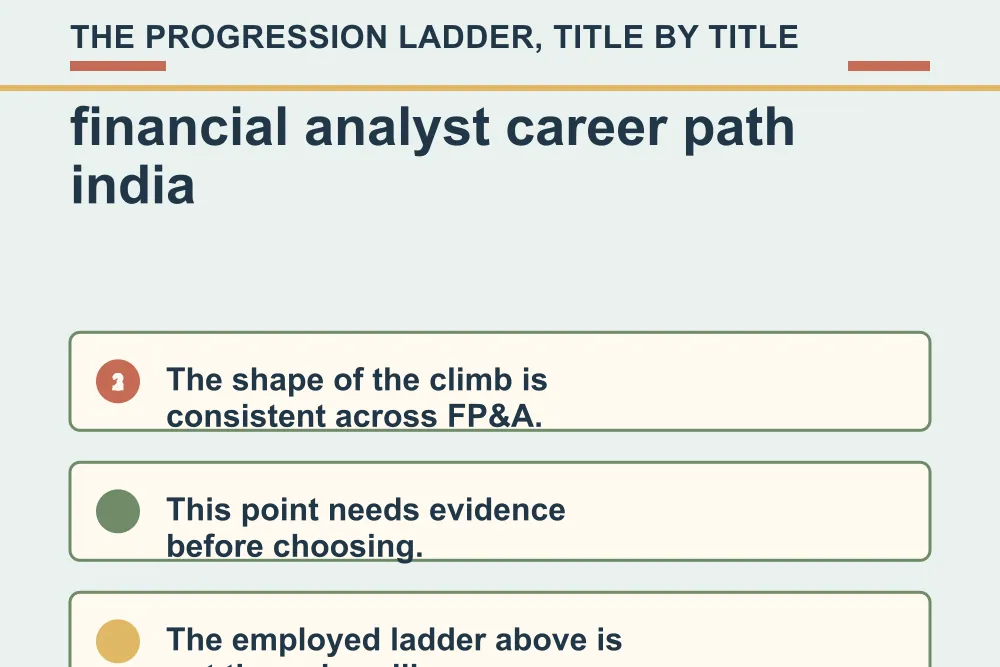 THE PROGRESSION LADDER, TITLE BY TITLE
financial analyst career path
india
The shape of the climb is
consistent across FP&A.
This point needs evidence
before choosing.
The employed ladder above is